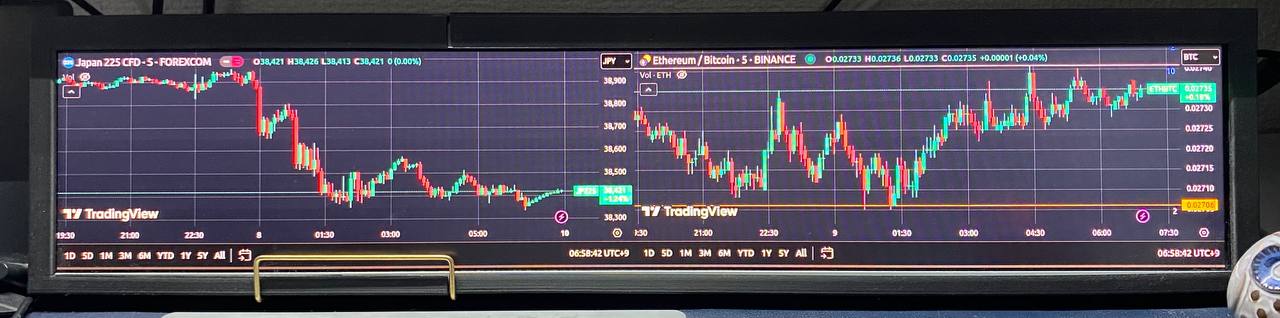 Japan 225 CFD · 5 · FOREXCOM O38,421 H38,426 L38,413 C38,421 0 (0.00%) JPY
Vol
38,900
38,800
38,700
38,600
38,500
JP225 38,421
-1.24%
38,300
TradingView
19:30 21:00 22:30 8 01:30 03:00 05:00 10
1D 5D 1M 3M 6M YTD 1Y 5Y All 06:58:42 UTC+9
Ethereum / Bitcoin · 5 · BINANCE O0.02733 H0.02736 L0.02733 C0.02735 +0.00001 (+0.04%) BTC
Vol · ETH
10
0.02740
ETHBTC 0.02735
+0.18%
0.02730
0.02725
0.02720
0.02715
0.02710
0.02706
2
TradingView
:30 21:00 22:30 9 01:30 03:00 04:30 06:00 07:30
1D 5D 1M 3M 6M YTD 1Y 5Y All 06:58:42 UTC+9